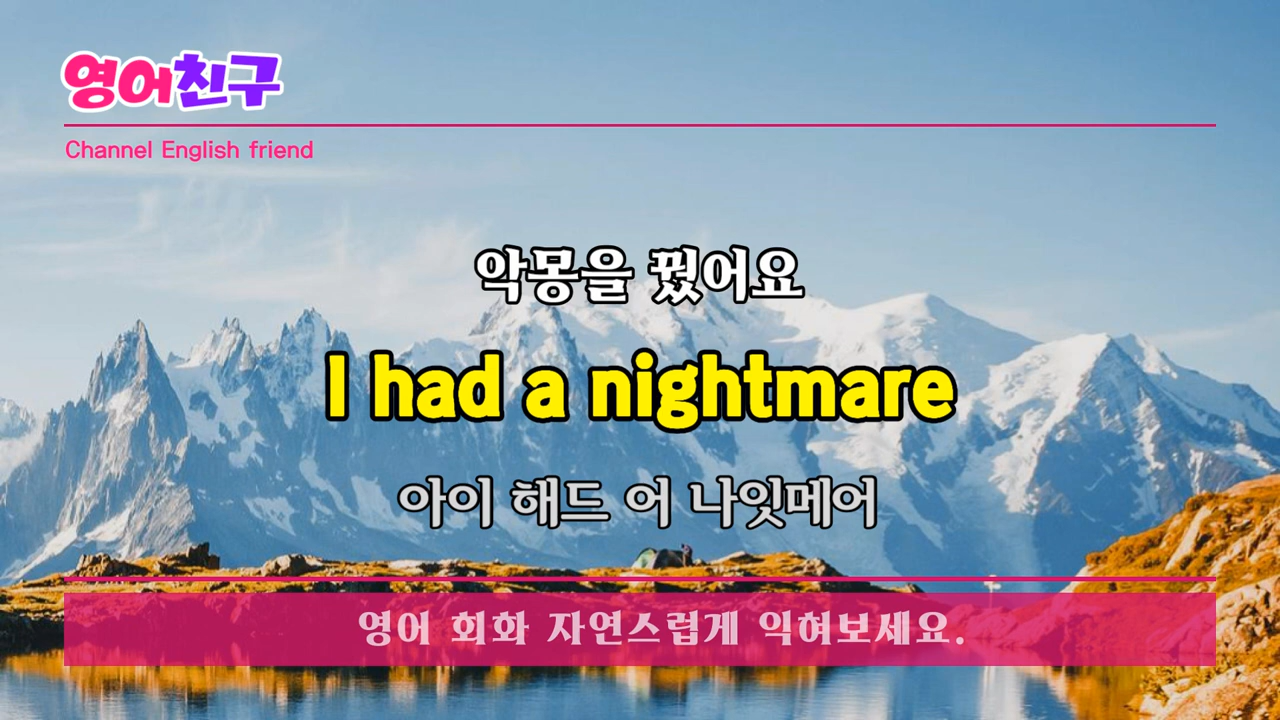 영어친구
Channel English friend
악몽을 꿨어요
I had a nightmare
아이 해드 어 나잇메어
영어 회화 자연스럽게 익혀보세요.